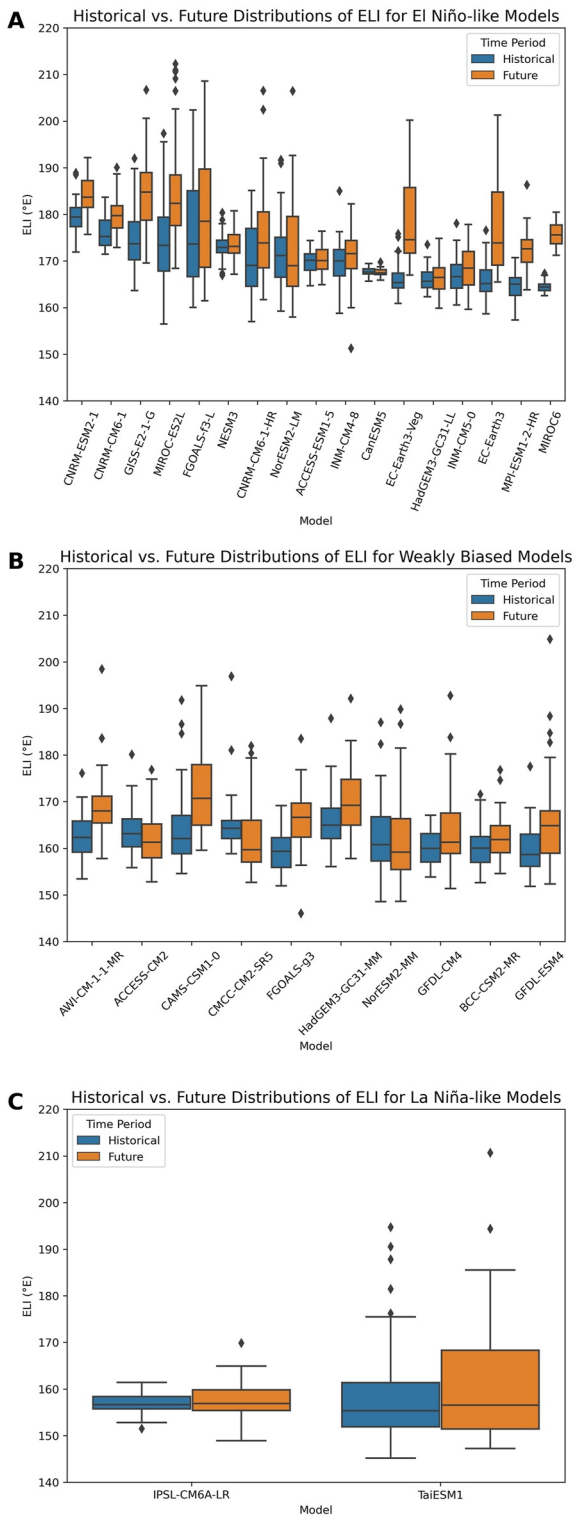 A
Historical vs. Future Distributions of ELI for El Niño-like Models
220
210
200
190
180
170
160
150
140
ELI (°E)
Time Period
Historical
Future
CNRM-ESM2-1
CNRM-CM6-1
GISS-E2-1-G
MIROC-ES2L
FGOALS-f3-L
NESM3
CNRM-CM6-1-HR
NorESM2-LM
ACCESS-ESM1-5
INM-CM4-8
CanESM5
EC-Earth3-Veg
HadGEM3-GC31-LL
INM-CM5-0
EC-Earth3
MPI-ESM1-2-HR
MIROC6
Model
B
Historical vs. Future Distributions of ELI for Weakly Biased Models
220
210
200
190
180
170
160
150
140
ELI (°E)
Time Period
Historical
Future
AWI-CM-1-1-MR
ACCESS-CM2
CAMS-CSM1-0
CMCC-CM2-SR5
FGOALS-g3
HadGEM3-GC31-MM
NorESM2-MM
GFDL-CM4
BCC-CSM2-MR
GFDL-ESM4
Model
C
Historical vs. Future Distributions of ELI for La Niña-like Models
220
210
200
190
180
170
160
150
140
ELI (°E)
Time Period
Historical
Future
IPSL-CM6A-LR
TaiESM1
Model